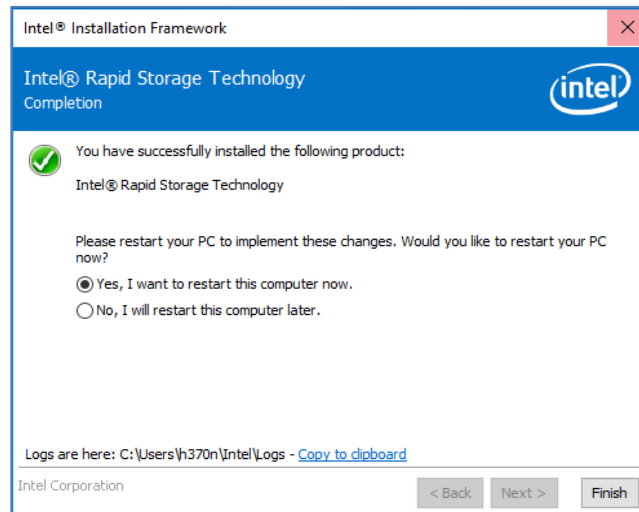 Intel® Installation Framework
Intel® Rapid Storage Technology
Completion
intel
You have successfully installed the following product:
Intel® Rapid Storage Technology
Please restart your PC to implement these changes. Would you like to restart your PC
now?
Yes, I want to restart this computer now.
No, I will restart this computer later.
Logs are here: C:\Users\h370n\Intel\Logs - Copy to clipboard
Intel Corporation
< Back Next > Finish